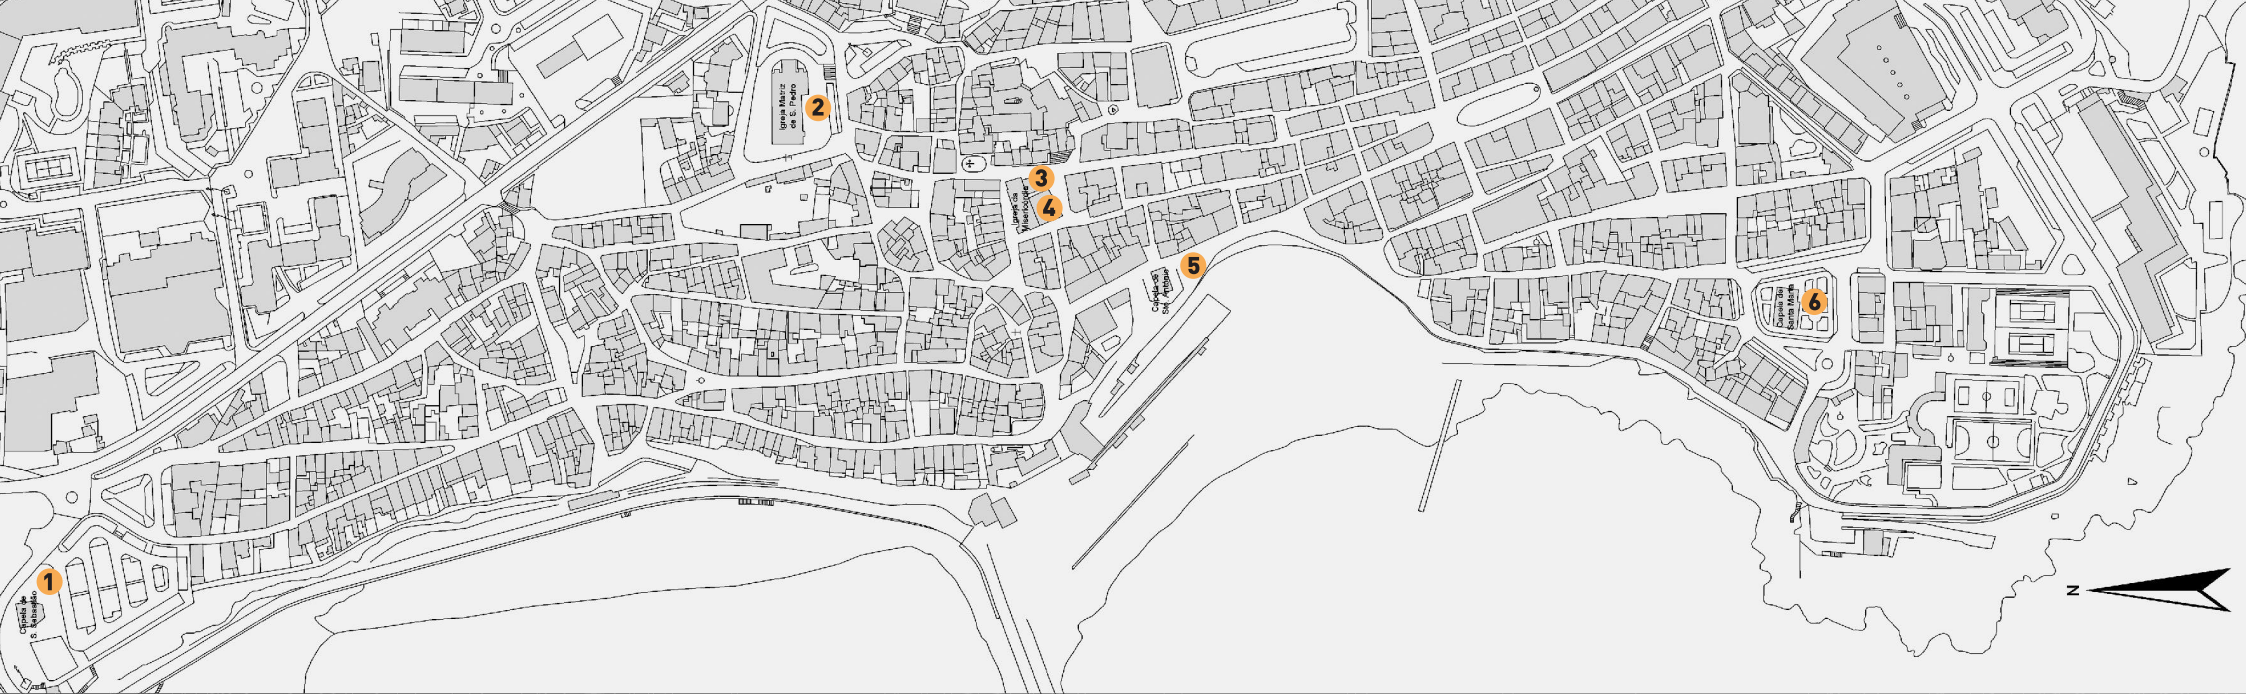 Igreja Matriz
de S. Pedro
2
3
Igreja da
Misericórdia
4
5
Capela de
Sto. António
Capela de
Santa Marta
6
1
Capela de
S. Sebastião
N